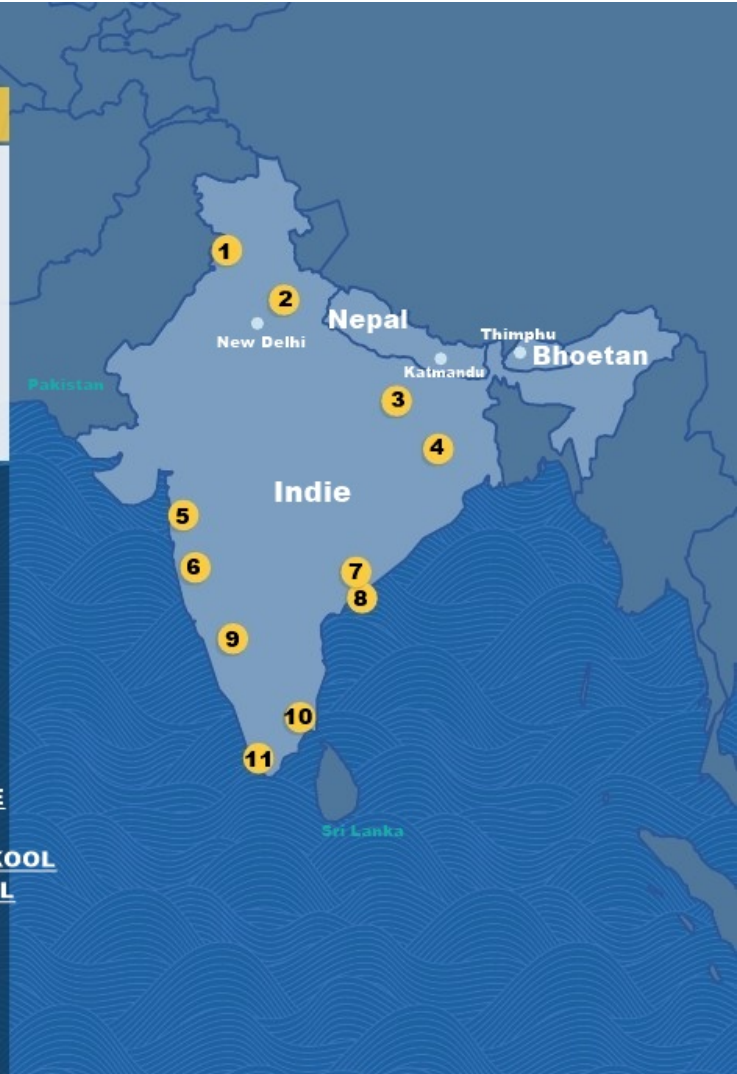 1
2
Nepal
New Delhi
Thimphu
Bhoetan
Katmandu
Pakistan
3
4
Indie
5
6
7
8
9
10
11
E
Sri Lanka
KOOL
L